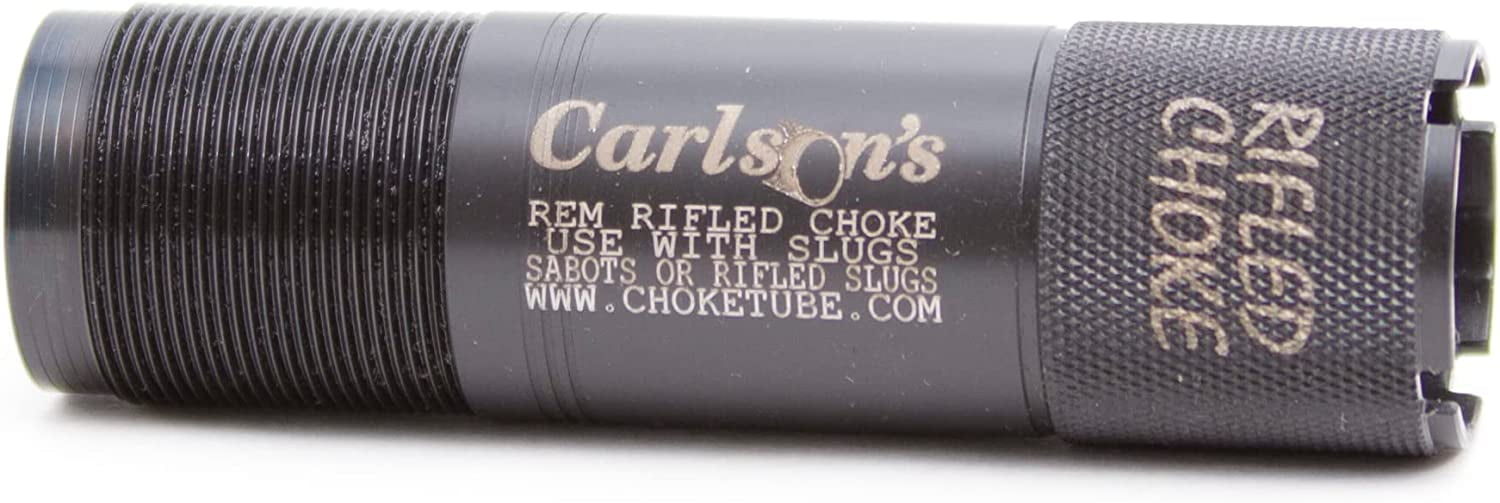 Carlson's
REM RIFLED CHOKE
USE WITH SLUGS
SABOTS OR RIFLED SLUGS
WWW.CHOKETUBE.COM
RIFLED
CHOKE